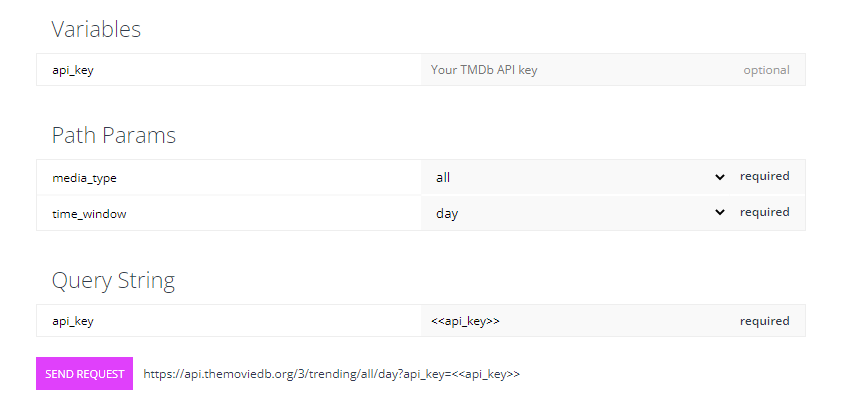 Variables
api_key Your TMDb API key optional
Path Params
media_type all required
time_window day required
Query String
api_key <<api_key>> required
SEND REQUEST https://api.themoviedb.org/3/trending/all/day?api_key=<<api_key>>